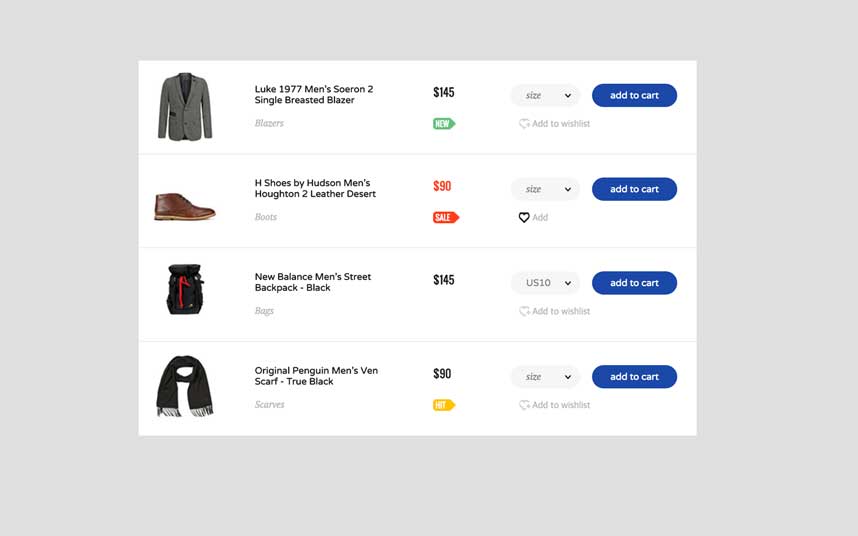 Luke 1977 Men's Soeron 2
Single Breasted Blazer
Blazers
$145
NEW
size
add to cart
Add to wishlist
H Shoes by Hudson Men's
Houghton 2 Leather Desert
Boots
$90
SALE
size
add to cart
Add
New Balance Men's Street
Backpack - Black
Bags
$145
US10
add to cart
Add to wishlist
Original Penguin Men's Ven
Scarf - True Black
Scarves
$90
HIT
size
add to cart
Add to wishlist